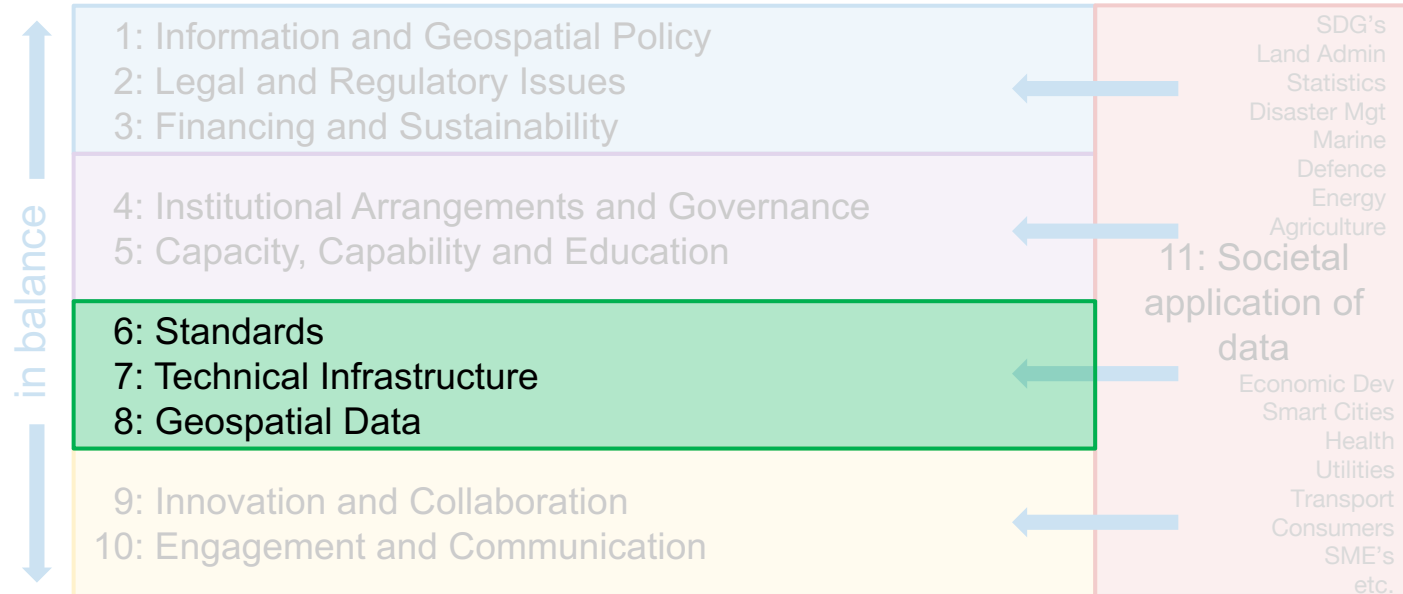 in balance
1: Information and Geospatial Policy
2: Legal and Regulatory Issues
3: Financing and Sustainability
4: Institutional Arrangements and Governance
5: Capacity, Capability and Education
6: Standards
7: Technical Infrastructure
8: Geospatial Data
9: Innovation and Collaboration
10: Engagement and Communication
SDG's
Land Admin
Statistics
Disaster Mgt
Marine
Defence
Energy
Agriculture
11: Societal
application of
data
Economic Dev
Smart Cities
Health
Utilities
Transport
Consumers
SME's
etc.